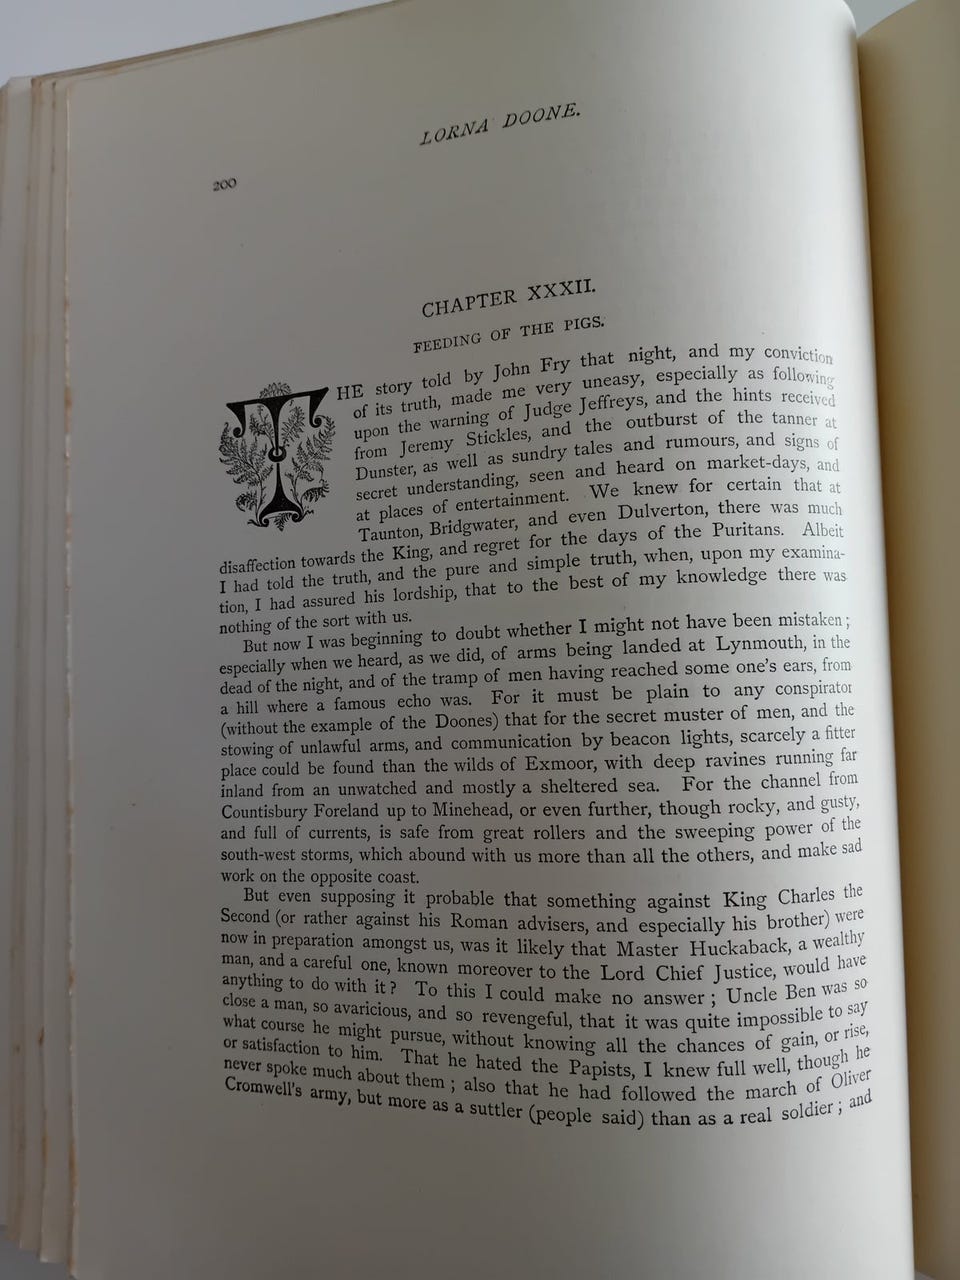 LORNA DOONE.
200
CHAPTER XXXII.
FEEDING OF THE PIGS.
THE story told by John Fry that night, and my conviction
of its truth, made me very uneasy, especially as following
upon the warning of Judge Jeffreys, and the hints received
from Jeremy Stickles, and the outburst of the tanner at
Dunster, as well as sundry tales and rumours, and signs of
secret understanding, seen and heard on market-days, and
at places of entertainment. We knew for certain that at
Taunton, Bridgwater, and even Dulverton, there was much
disaffection towards the King, and regret for the days of the Puritans. Albeit
I had told the truth, and the pure and simple truth, when, upon my examina-
tion, I had assured his lordship, that to the best of my knowledge there was
nothing of the sort with us.
But now I was beginning to doubt whether I might not have been mistaken;
especially when we heard, as we did, of arms being landed at Lynmouth, in the
dead of the night, and of the tramp of men having reached some one's ears, from
a hill where a famous echo was. For it must be plain to any conspirator
(without the example of the Doones) that for the secret muster of men, and the
stowing of unlawful arms, and communication by beacon lights, scarcely a fitter
place could be found than the wilds of Exmoor, with deep ravines running far
inland from an unwatched and mostly a sheltered sea. For the channel from
Countisbury Foreland up to Minehead, or even further, though rocky, and gusty,
and full of currents, is safe from great rollers and the sweeping power of the
south-west storms, which abound with us more than all the others, and make sad
work on the opposite coast.
But even supposing it probable that something against King Charles the
Second (or rather against his Roman advisers, and especially his brother) were
now in preparation amongst us, was it likely that Master Huckaback, a wealthy
man, and a careful one, known moreover to the Lord Chief Justice, would have
anything to do with it? To this I could make no answer; Uncle Ben was so
close a man, so avaricious, and so revengeful, that it was quite impossible to say
what course he might pursue, without knowing all the chances of gain, or rise,
or satisfaction to him. That he hated the Papists, I knew full well, though he
never spoke much about them; also that he had followed the march of Oliver
Cromwell's army, but more as a suttler (people said) than as a real soldier; and